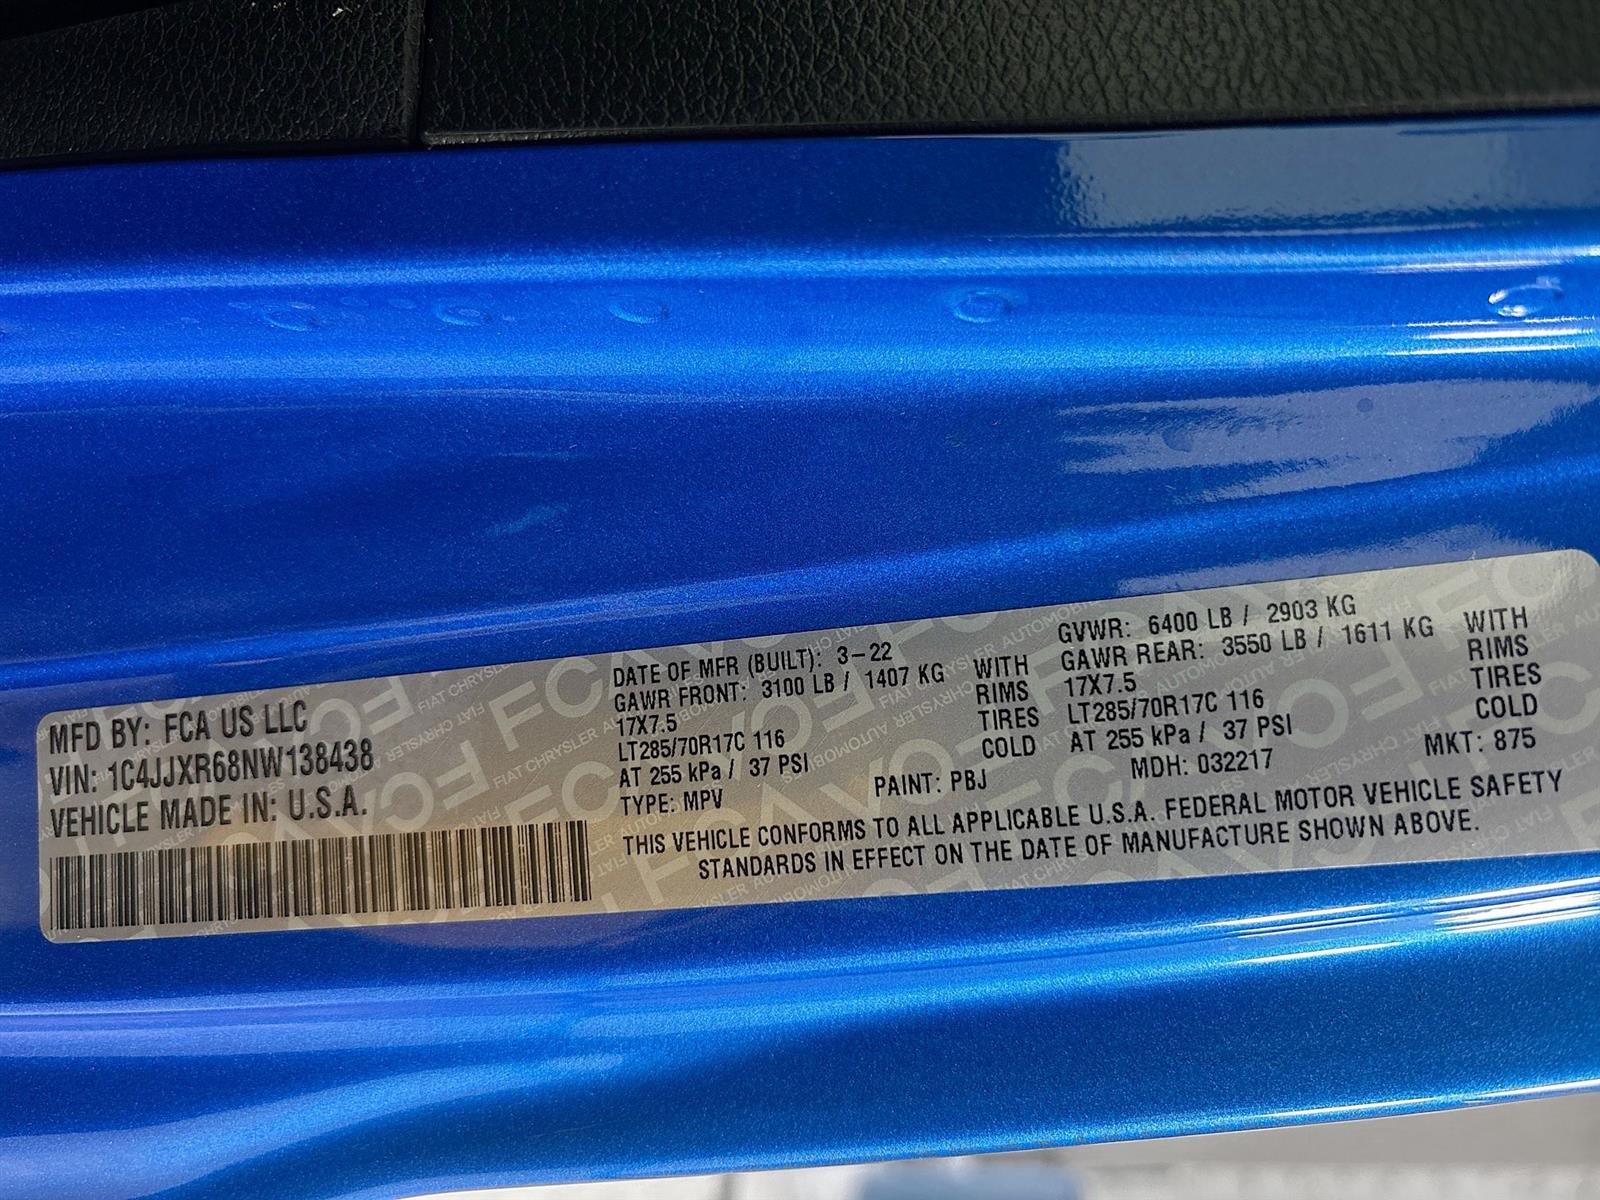 MFD BY: FCA US LLC
VIN: 1C4JJXR68NW138438
VEHICLE MADE IN: U.S.A.
DATE OF MFR (BUILT): 3-22
GAWR FRONT: 3100 LB / 1407 KG WITH
17X7.5 RIMS
LT285/70R17C 116 TIRES
AT 255 kPa / 37 PSI COLD
TYPE: MPV
PAINT: PBJ
GVWR: 6400 LB / 2903 KG
GAWR REAR: 3550 LB / 1611 KG WITH
17X7.5 RIMS
LT285/70R17C 116 TIRES
AT 255 kPa / 37 PSI COLD
MDH: 032217 MKT: 875
THIS VEHICLE CONFORMS TO ALL APPLICABLE U.S.A. FEDERAL MOTOR VEHICLE SAFETY
STANDARDS IN EFFECT ON THE DATE OF MANUFACTURE SHOWN ABOVE.